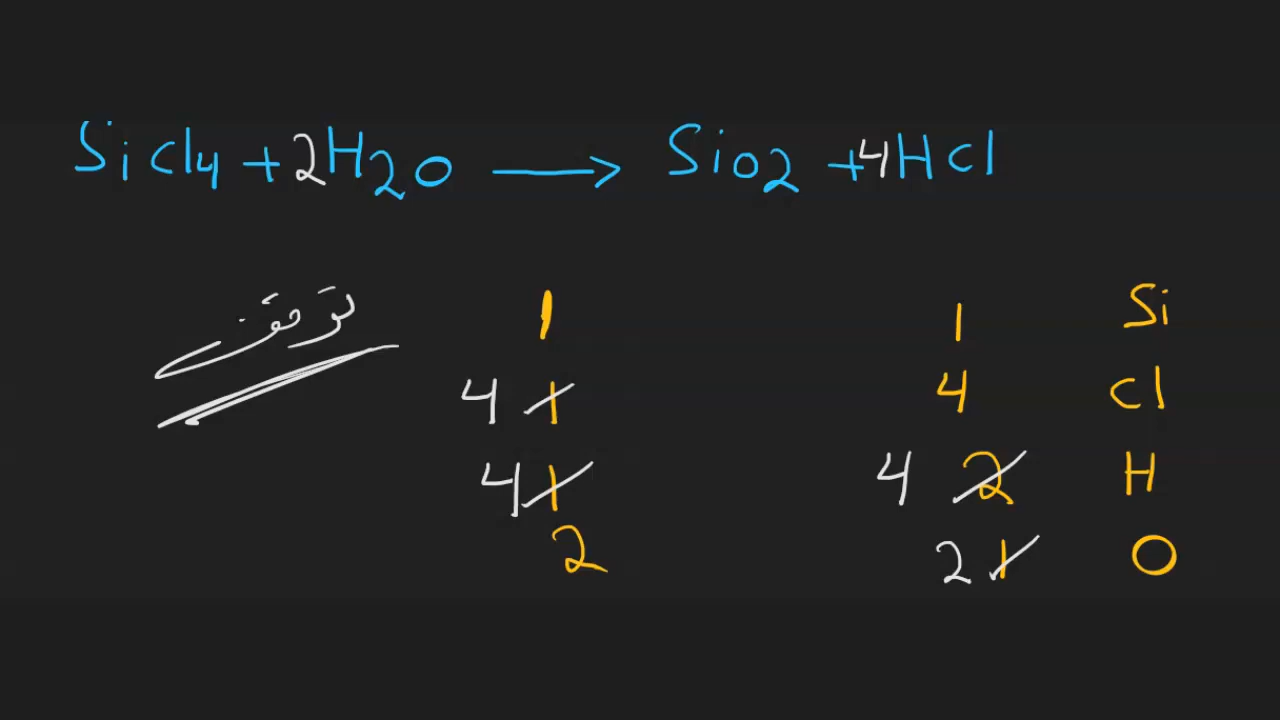 SiCl4 + 2H2O ⟶ SiO2 + 4HCl
1 1 Si
4 1 4 Cl
4 1 4 2 H
2 2 1 O